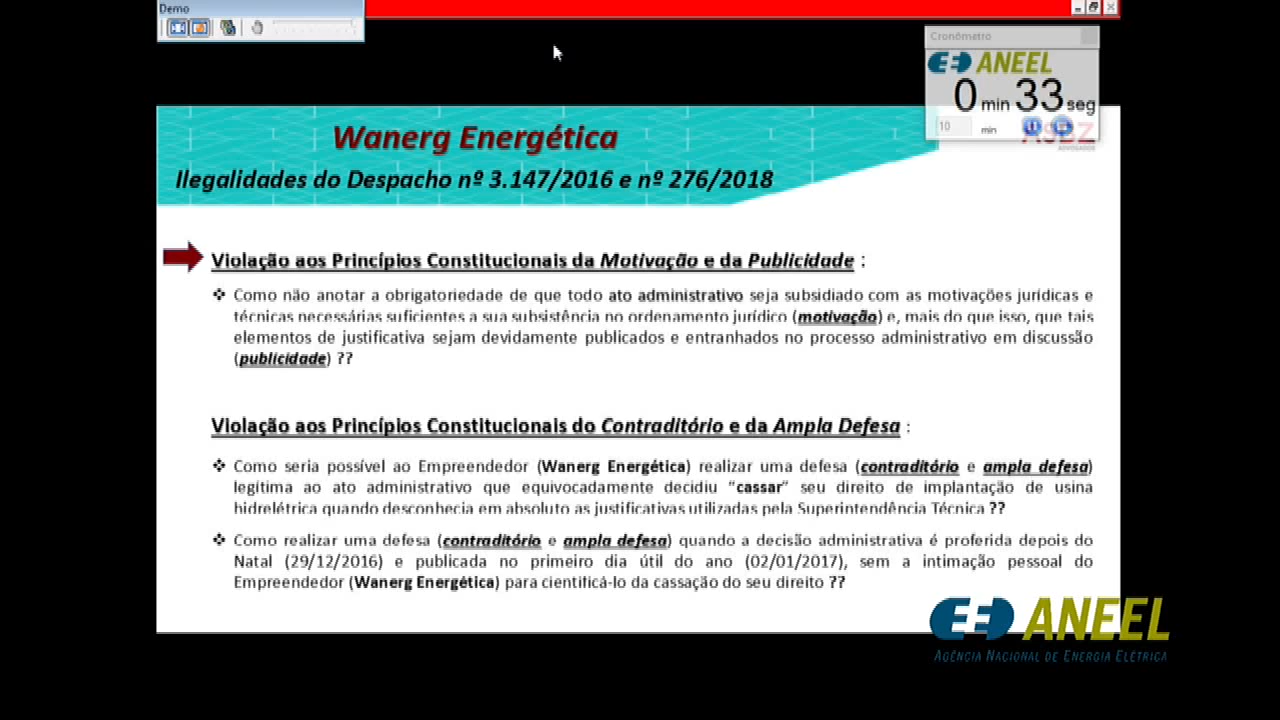 Demo
Cronômetro
ANEEL
0 min 33 seg
10 min
ADVOGADOS
Wanerg Energética
Ilegalidades do Despacho nº 3.147/2016 e nº 276/2018
Violação aos Princípios Constitucionais da Motivação e da Publicidade :
Como não anotar a obrigatoriedade de que todo ato administrativo seja subsidiado com as motivações jurídicas e
técnicas necessárias suficientes a sua subsistência no ordenamento jurídico (motivação) e, mais do que isso, que tais
elementos de justificativa sejam devidamente publicados e entranhados no processo administrativo em discussão
(publicidade) ??
Violação aos Princípios Constitucionais do Contraditório e da Ampla Defesa :
Como seria possível ao Empreendedor (Wanerg Energética) realizar uma defesa (contraditório e ampla defesa)
legítima ao ato administrativo que equivocadamente decidiu “cassar” seu direito de implantação de usina
hidrelétrica quando desconhecia em absoluto as justificativas utilizadas pela Superintendência Técnica ??
Como realizar uma defesa (contraditório e ampla defesa) quando a decisão administrativa é proferida depois do
Natal (29/12/2016) e publicada no primeiro dia útil do ano (02/01/2017), sem a intimação pessoal do
Empreendedor (Wanerg Energética) para cientificá-lo da cassação do seu direito ??
ANEEL
AGÊNCIA NACIONAL DE ENERGIA ELÉTRICA